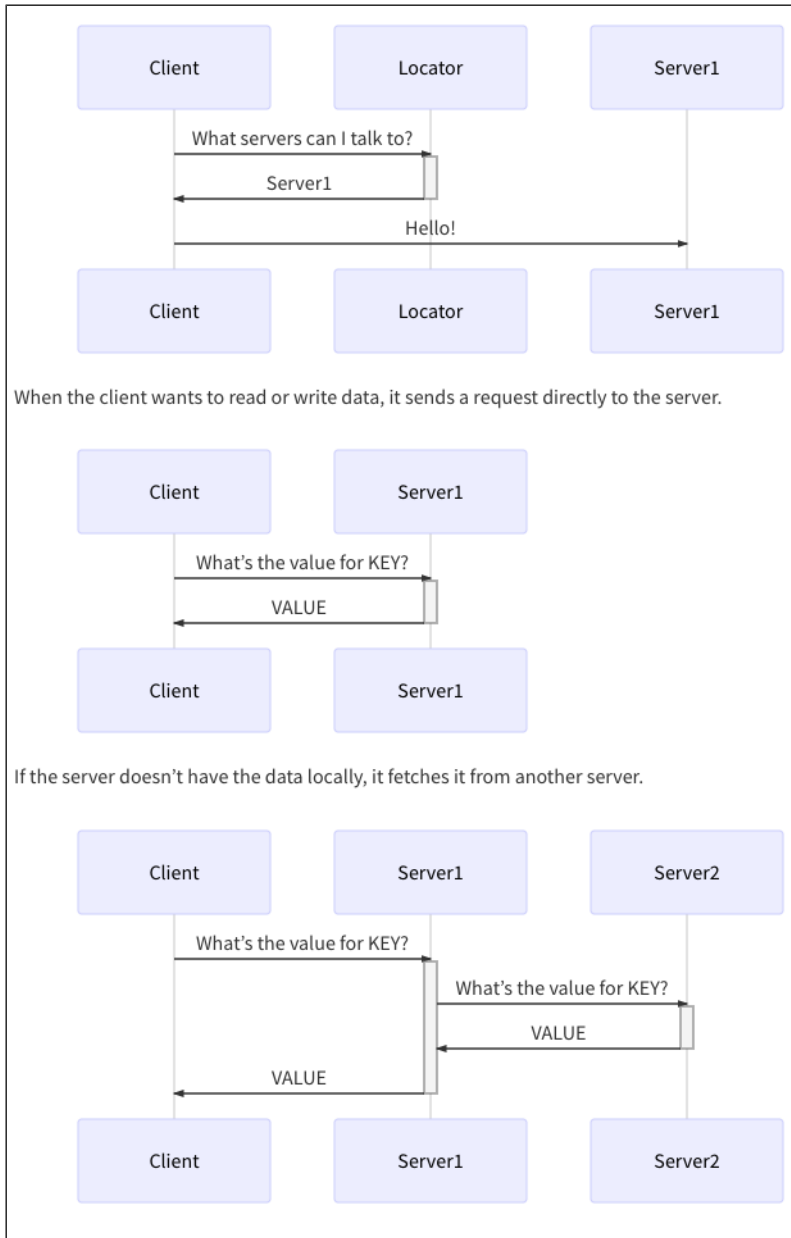 Client Locator Server1
What servers can I talk to?
Server1
Hello!
Client Locator Server1
When the client wants to read or write data, it sends a request directly to the server.
Client Server1
What’s the value for KEY?
VALUE
Client Server1
If the server doesn’t have the data locally, it fetches it from another server.
Client Server1 Server2
What’s the value for KEY?
What’s the value for KEY?
VALUE
VALUE
Client Server1 Server2